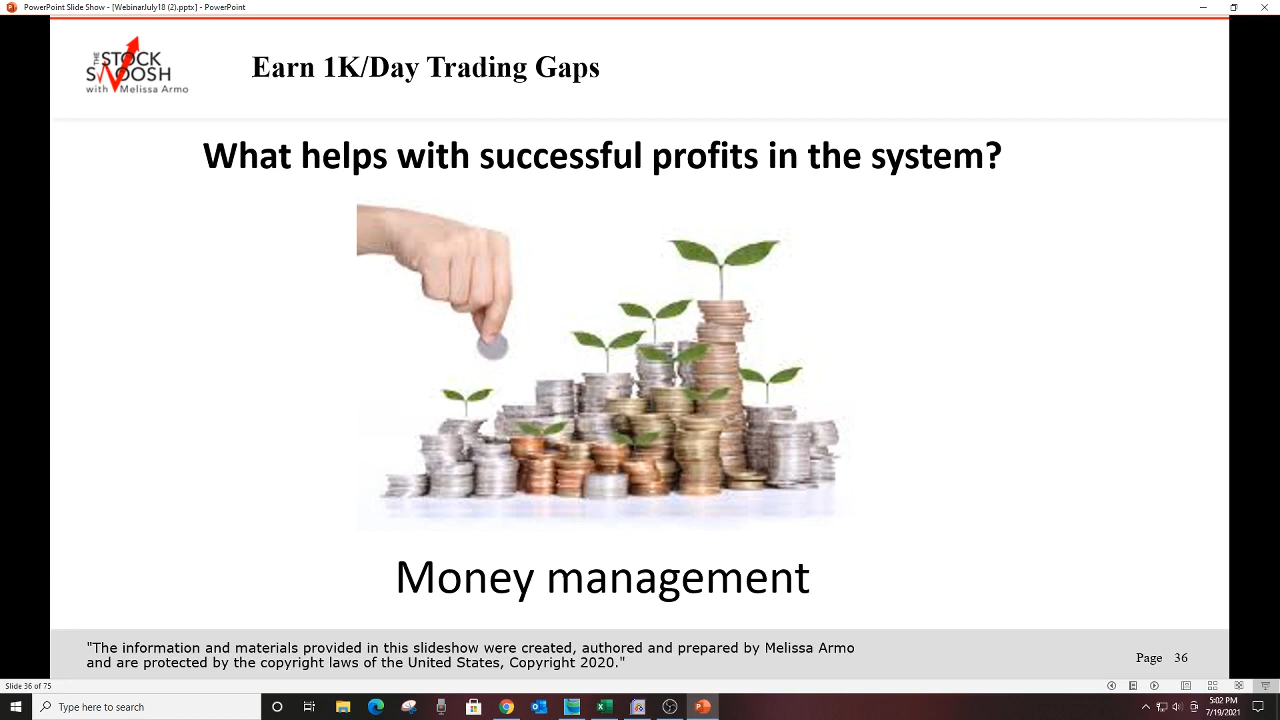 PowerPoint Slide Show - [WebinarJuly18 (2).pptx] - PowerPoint
THE
STOCK
SWOOSH
with Melissa Armo
Earn 1K/Day Trading Gaps
What helps with successful profits in the system?
Money management
"The information and materials provided in this slideshow were created, authored and prepared by Melissa Armo
and are protected by the copyright laws of the United States, Copyright 2020."
Page 36
Slide 36 of 75
Type here to search
5:02 PM
7/19/2021